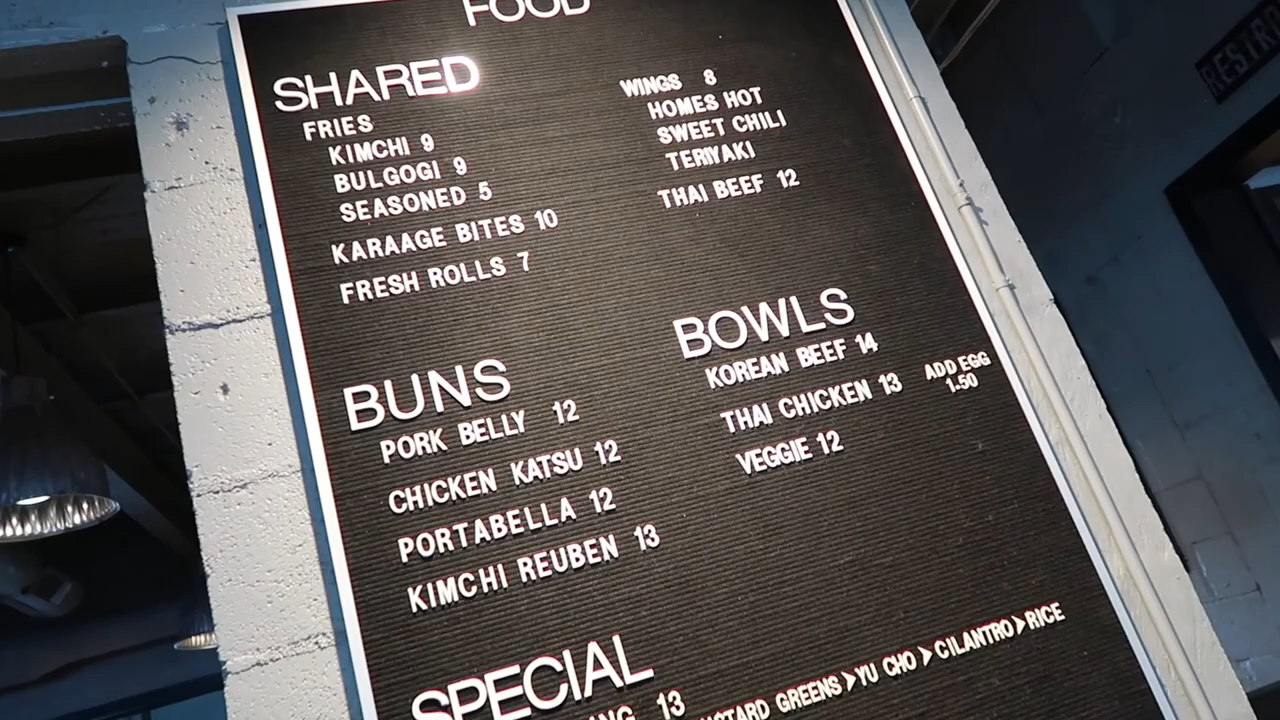 FOOD
SHARED
FRIES
KIMCHI 9
BULGOGI 9
SEASONED 5
KARAAGE BITES 10
FRESH ROLLS 7
WINGS 8
HOMES HOT
SWEET CHILI
TERIYAKI
THAI BEEF 12
BUNS
PORK BELLY 12
CHICKEN KATSU 12
PORTABELLA 12
KIMCHI REUBEN 13
BOWLS
KOREAN BEEF 14
THAI CHICKEN 13
VEGGIE 12
ADD EGG
1.50
SPECIAL
13
GREENS>YU CHO>CILANTRO>RICE